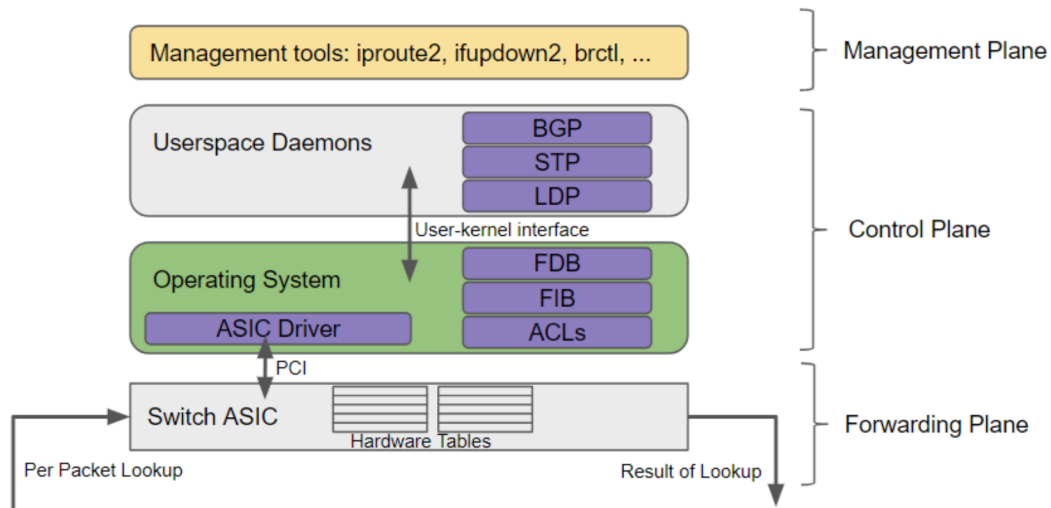 Management tools: iproute2, ifupdown2, brctl, ...
Management Plane
Userspace Daemons
BGP
STP
LDP
User-kernel interface
Control Plane
Operating System
FDB
FIB
ACLs
ASIC Driver
PCI
Switch ASIC
Hardware Tables
Forwarding Plane
Per Packet Lookup
Result of Lookup